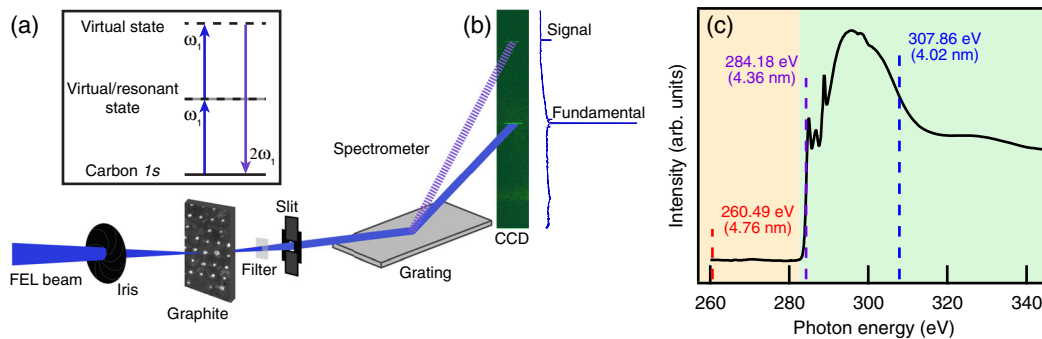 (a)
Virtual state
ω₁
Virtual/resonant
state
ω₁
2ω₁
Carbon 1s
FEL beam
Iris
Graphite
Filter
Slit
Spectrometer
Grating
(b)
CCD
Signal
Fundamental
(c)
Intensity (arb. units)
260.49 eV
(4.76 nm)
284.18 eV
(4.36 nm)
307.86 eV
(4.02 nm)
260
280
300
320
340
Photon energy (eV)